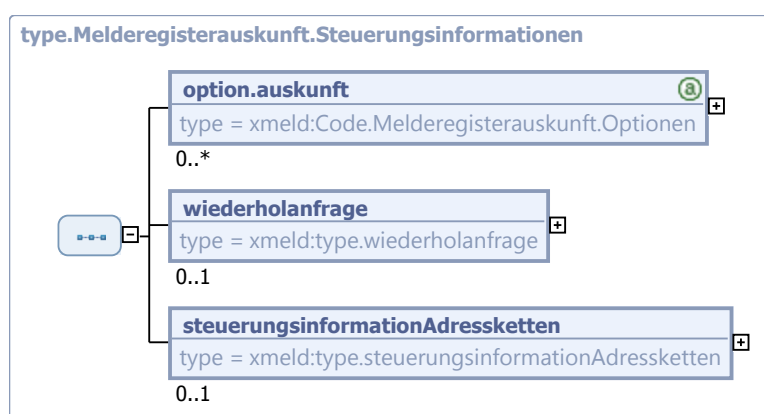 type.Melderegisterauskunft.Steuerungsinformationen
option.auskunft
a
type = xmeld:Code.Melderegisterauskunft.Optionen
0..*
wiederholanfrage
type = xmeld:type.wiederholanfrage
0..1
steuerungsinformationAdressketten
type = xmeld:type.steuerungsinformationAdressketten
0..1